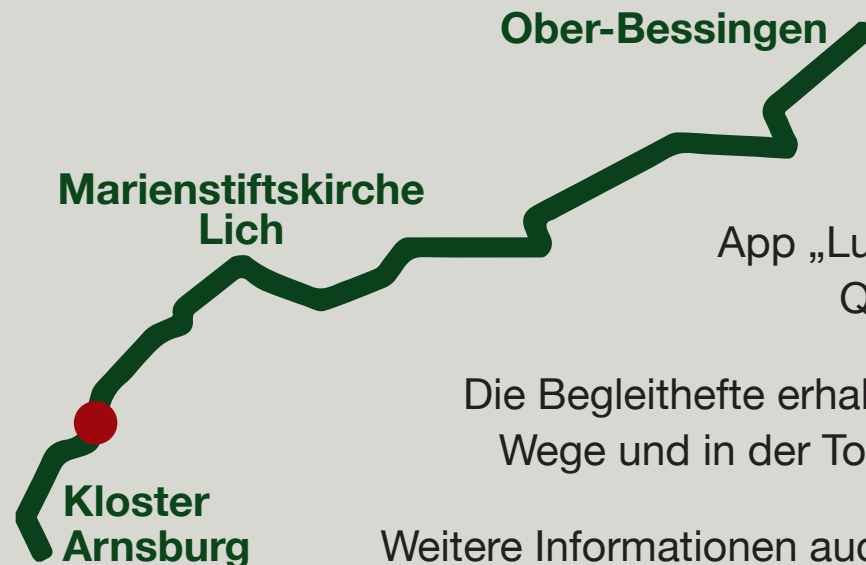 Ober-Bessingen
Marienstiftskirche
Lich
App „Lu
Q
Die Begleithefte erhal
Wege und in der To
Kloster
Arnsburg
Weitere Informationen auc